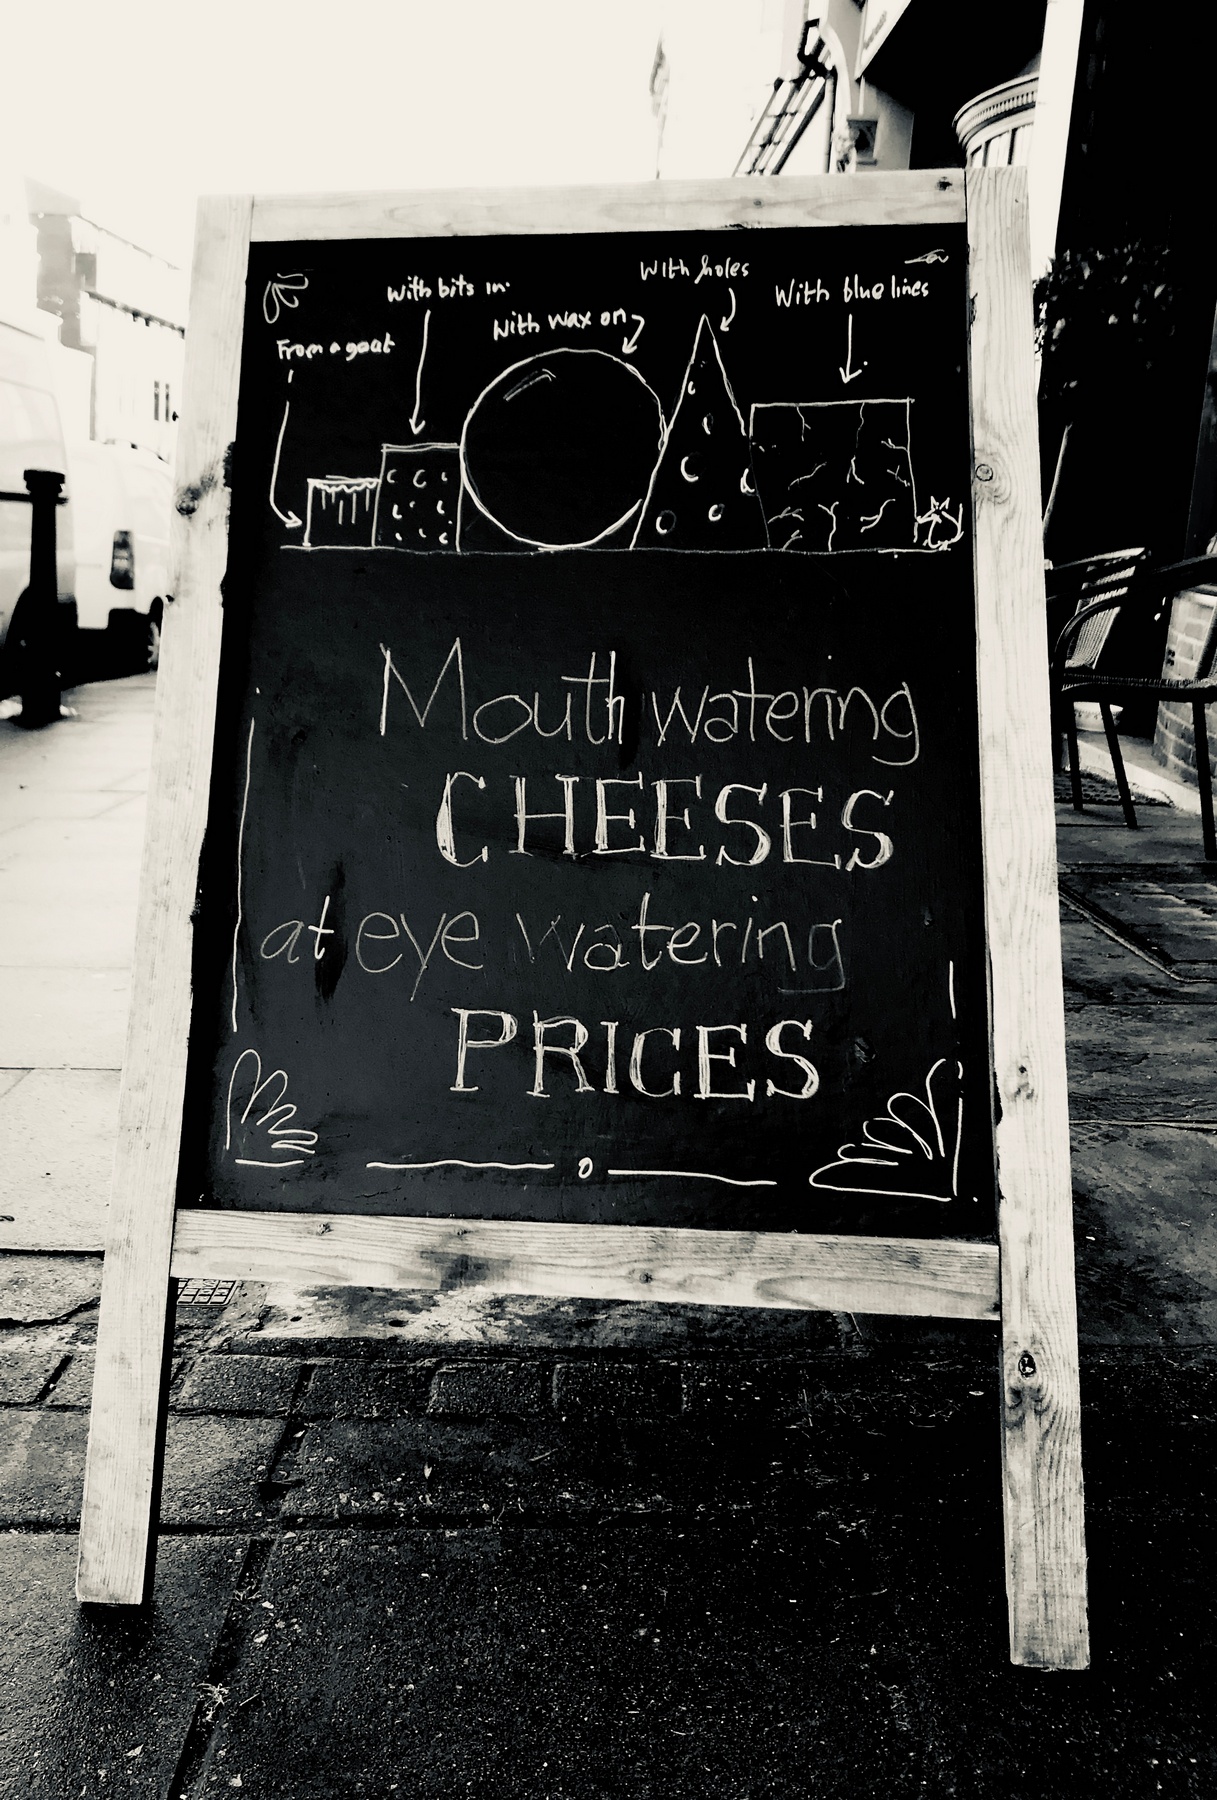 With holes
With bits in.
With blue lines
With wax on
From a goat
Mouth watering
CHEESES
at eye watering
PRICES